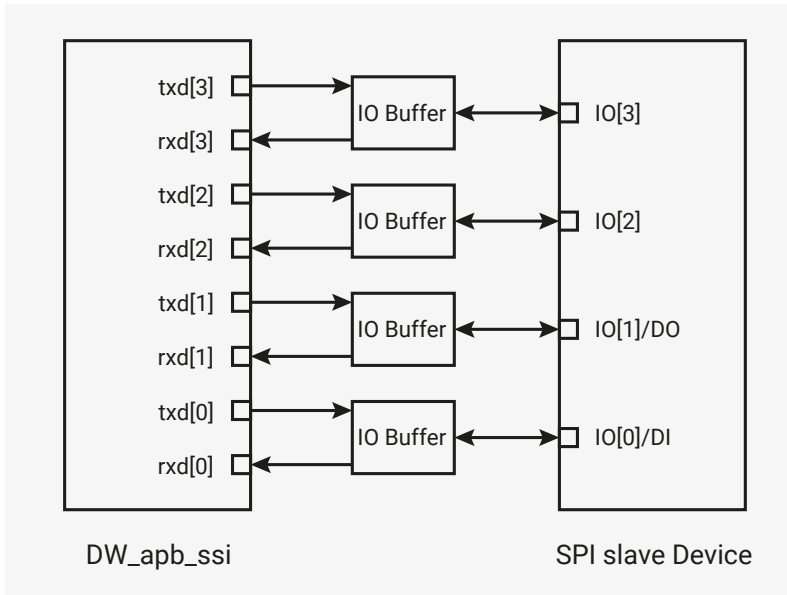 txd[3]
IO Buffer
IO[3]
rxd[3]
txd[2]
IO Buffer
IO[2]
rxd[2]
txd[1]
IO Buffer
IO[1]/DO
rxd[1]
txd[0]
IO Buffer
IO[0]/DI
rxd[0]
DW_apb_ssi
SPI slave Device